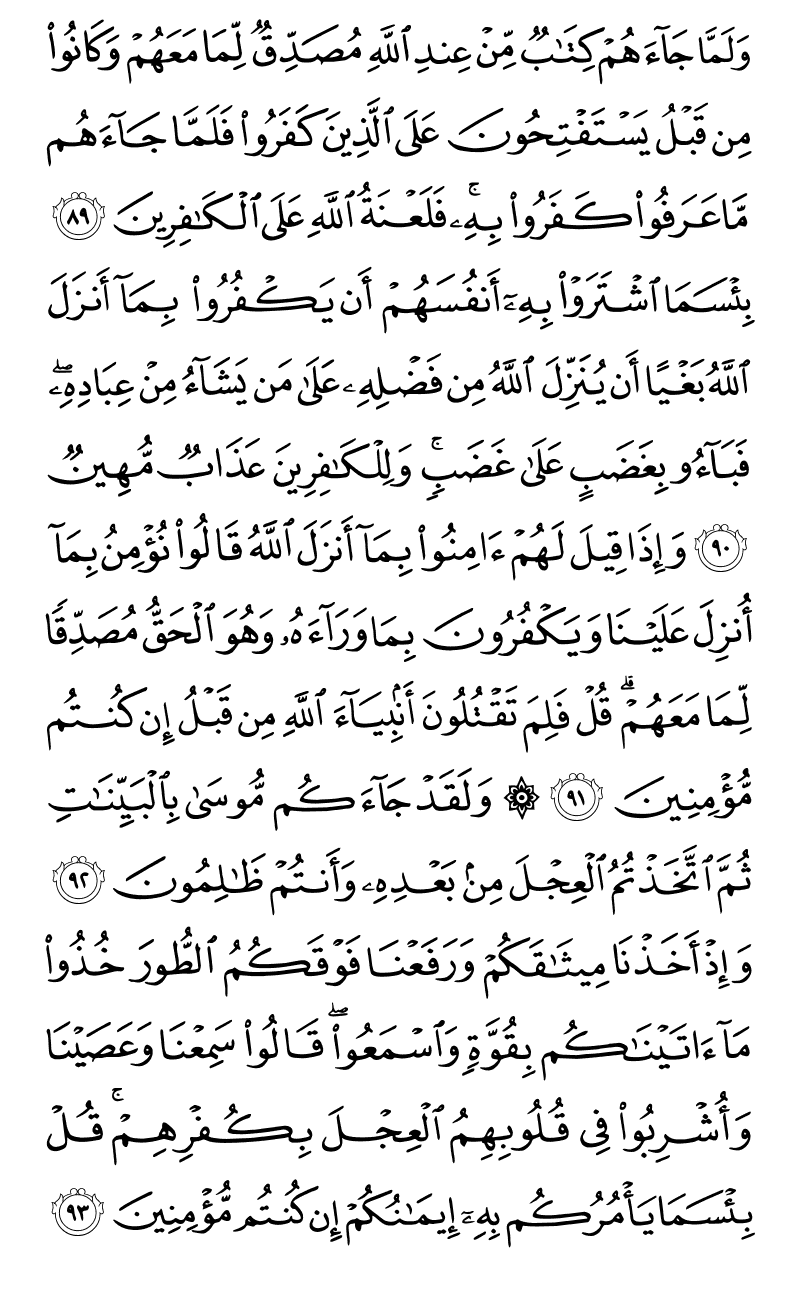 وَلَمَّا جَآءَهُمْ كِتَٰبٌ مِّنْ عِندِ ٱللَّهِ مُصَدِّقٌ لِّمَا مَعَهُمْ وَكَانُوا۟
مِن قَبْلُ يَسْتَفْتِحُونَ عَلَى ٱلَّذِينَ كَفَرُوا۟ فَلَمَّا جَآءَهُم
مَّا عَرَفُوا۟ كَفَرُوا۟ بِهِۦ ۚ فَلَعْنَةُ ٱللَّهِ عَلَى ٱلْكَٰفِرِينَ ٨٩
بِئْسَمَا ٱشْتَرَوْا۟ بِهِۦٓ أَنفُسَهُمْ أَن يَكْفُرُوا۟ بِمَآ أَنزَلَ
ٱللَّهُ بَغْيًا أَن يُنَزِّلَ ٱللَّهُ مِن فَضْلِهِۦ عَلَىٰ مَن يَشَآءُ مِنْ عِبَادِهِۦ ۖ
فَبَآءُو بِغَضَبٍ عَلَىٰ غَضَبٍ ۚ وَلِلْكَٰفِرِينَ عَذَابٌ مُّهِينٌ
٩٠ وَإِذَا قِيلَ لَهُمْ ءَامِنُوا۟ بِمَآ أَنزَلَ ٱللَّهُ قَالُوا۟ نُؤْمِنُ بِمَآ
أُنزِلَ عَلَيْنَا وَيَكْفُرُونَ بِمَا وَرَآءَهُۥ وَهُوَ ٱلْحَقُّ مُصَدِّقًا
لِّمَا مَعَهُمْ ۗ قُلْ فَلِمَ تَقْتُلُونَ أَنۢبِيَآءَ ٱللَّهِ مِن قَبْلُ إِن كُنتُم
مُّؤْمِنِينَ ٩١ ۞ وَلَقَدْ جَآءَكُم مُّوسَىٰ بِٱلْبَيِّنَٰتِ
ثُمَّ ٱتَّخَذْتُمُ ٱلْعِجْلَ مِنۢ بَعْدِهِۦ وَأَنتُمْ ظَٰلِمُونَ ٩٢
وَإِذْ أَخَذْنَا مِيثَٰقَكُمْ وَرَفَعْنَا فَوْقَكُمُ ٱلطُّورَ خُذُوا۟
مَآ ءَاتَيْنَٰكُم بِقُوَّةٍ وَٱسْمَعُوا۟ ۖ قَالُوا۟ سَمِعْنَا وَعَصَيْنَا
وَأُشْرِبُوا۟ فِى قُلُوبِهِمُ ٱلْعِجْلَ بِكُفْرِهِمْ ۚ قُلْ
بِئْسَمَا يَأْمُرُكُم بِهِۦٓ إِيمَٰنُكُمْ إِن كُنتُم مُّؤْمِنِينَ ٩٣